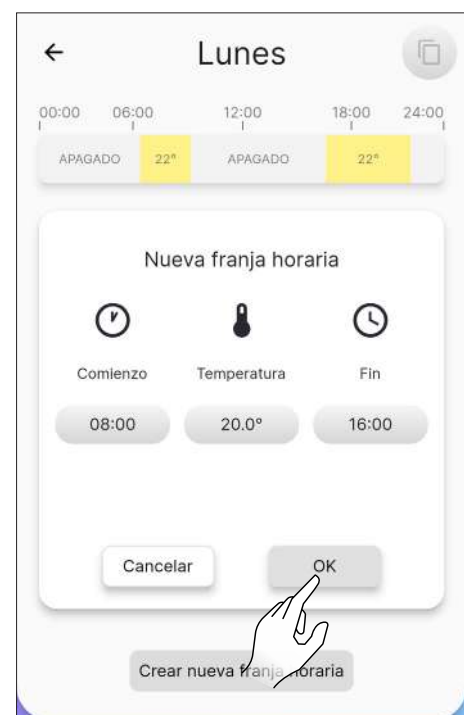 Lunes
00:00 06:00 12:00 18:00 24:00
APAGADO 22° APAGADO 22°
Nueva franja horaria
Comienzo Temperatura Fin
08:00 20.0° 16:00
Cancelar OK
Crear nueva franja horaria